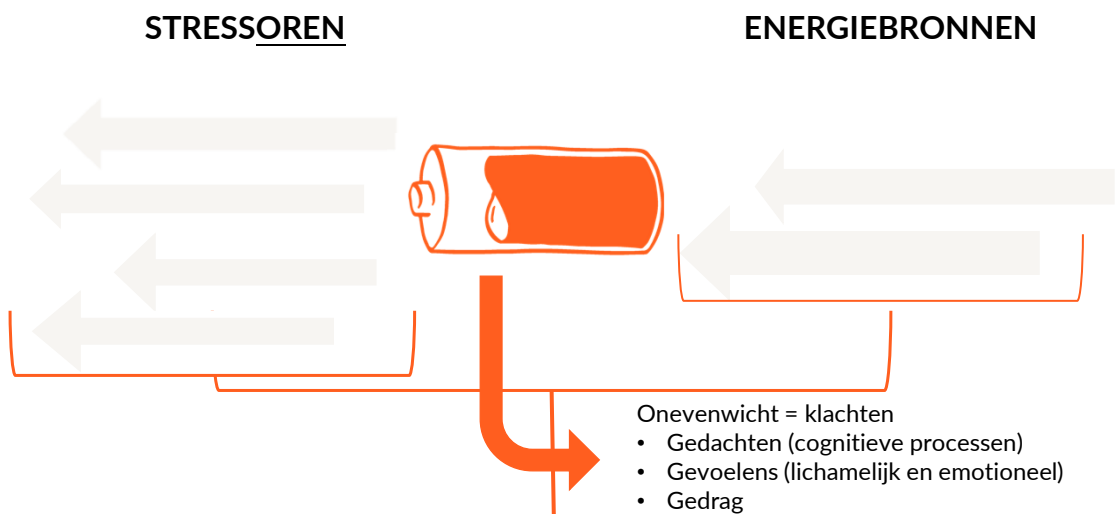 STRESSOREN
ENERGIEBRONNEN
Onevenwicht = klachten
• Gedachten (cognitieve processen)
• Gevoelens (lichamelijk en emotioneel)
• Gedrag